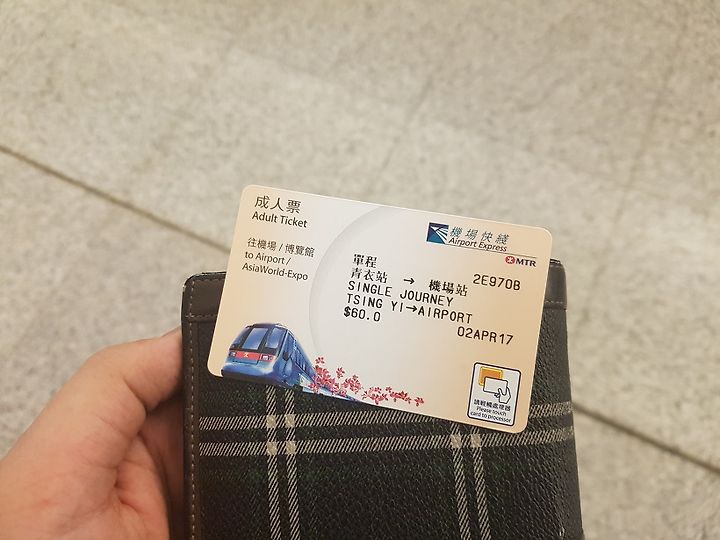 成人票
Adult Ticket
往機場 / 博覽館
to Airport /
AsiaWorld-Expo
機場快綫
Airport Express
MTR
單程
青衣站 → 機場站 2E970B
SINGLE JOURNEY
TSING YI→AIRPORT
$60.0
02APR17
請輕觸處理器
Please touch
card to processor